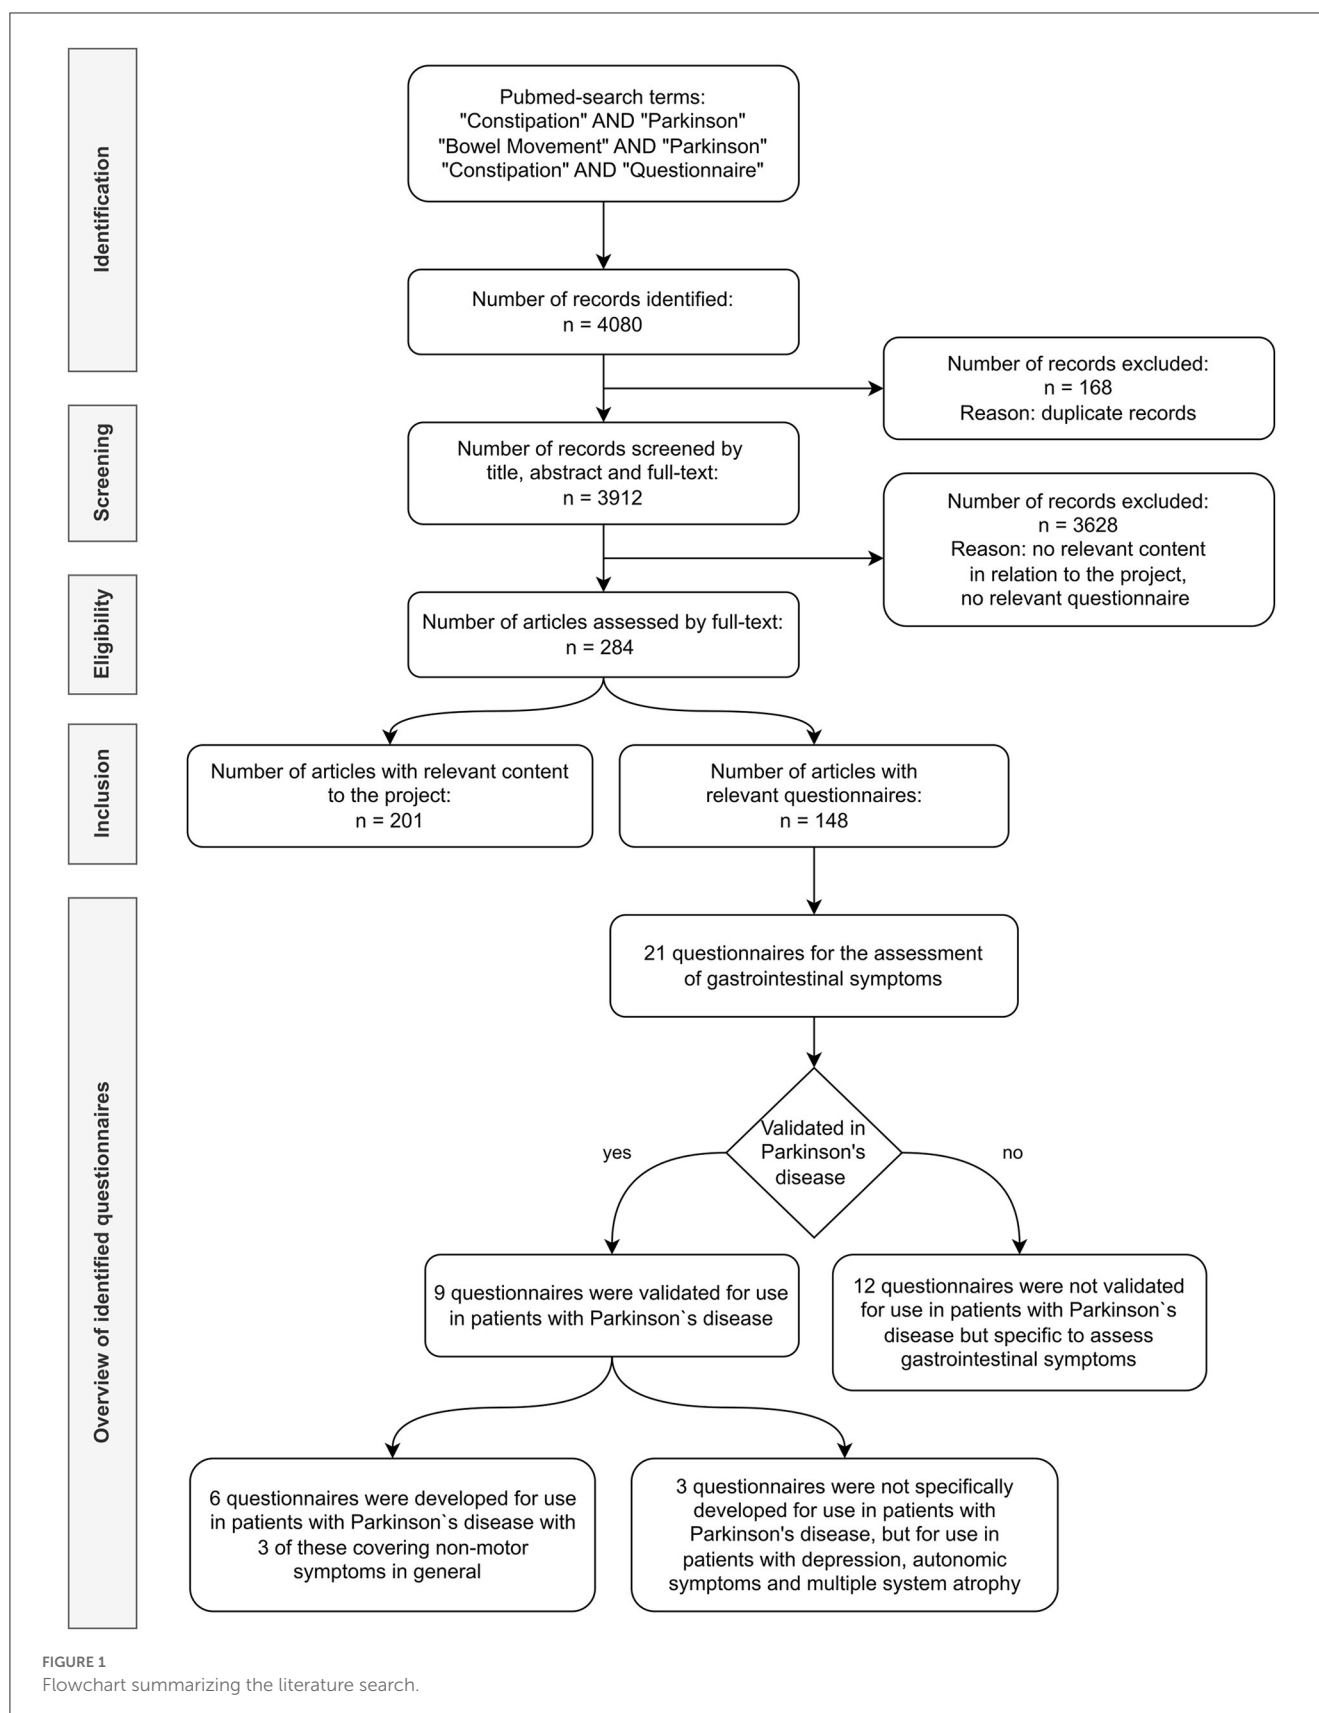 Identification
Pubmed-search terms:
"Constipation" AND "Parkinson"
"Bowel Movement" AND "Parkinson"
"Constipation" AND "Questionnaire"
Number of records identified:
n = 4080
Number of records excluded:
n = 168
Reason: duplicate records
Screening
Number of records screened by
title, abstract and full-text:
n = 3912
Number of records excluded:
n = 3628
Reason: no relevant content
in relation to the project,
no relevant questionnaire
Eligibility
Number of articles assessed by full-text:
n = 284
Inclusion
Number of articles with relevant content
to the project:
n = 201
Number of articles with
relevant questionnaires:
n = 148
Overview of identified questionnaires
21 questionnaires for the assessment
of gastrointestinal symptoms
Validated in
Parkinson's
disease
yes
no
9 questionnaires were validated for use
in patients with Parkinson`s disease
12 questionnaires were not validated
for use in patients with Parkinson`s
disease but specific to assess
gastrointestinal symptoms
6 questionnaires were developed for use
in patients with Parkinson`s disease with
3 of these covering non-motor
symptoms in general
3 questionnaires were not specifically
developed for use in patients with
Parkinson's disease, but for use in
patients with depression, autonomic
symptoms and multiple system atrophy
FIGURE 1
Flowchart summarizing the literature search.